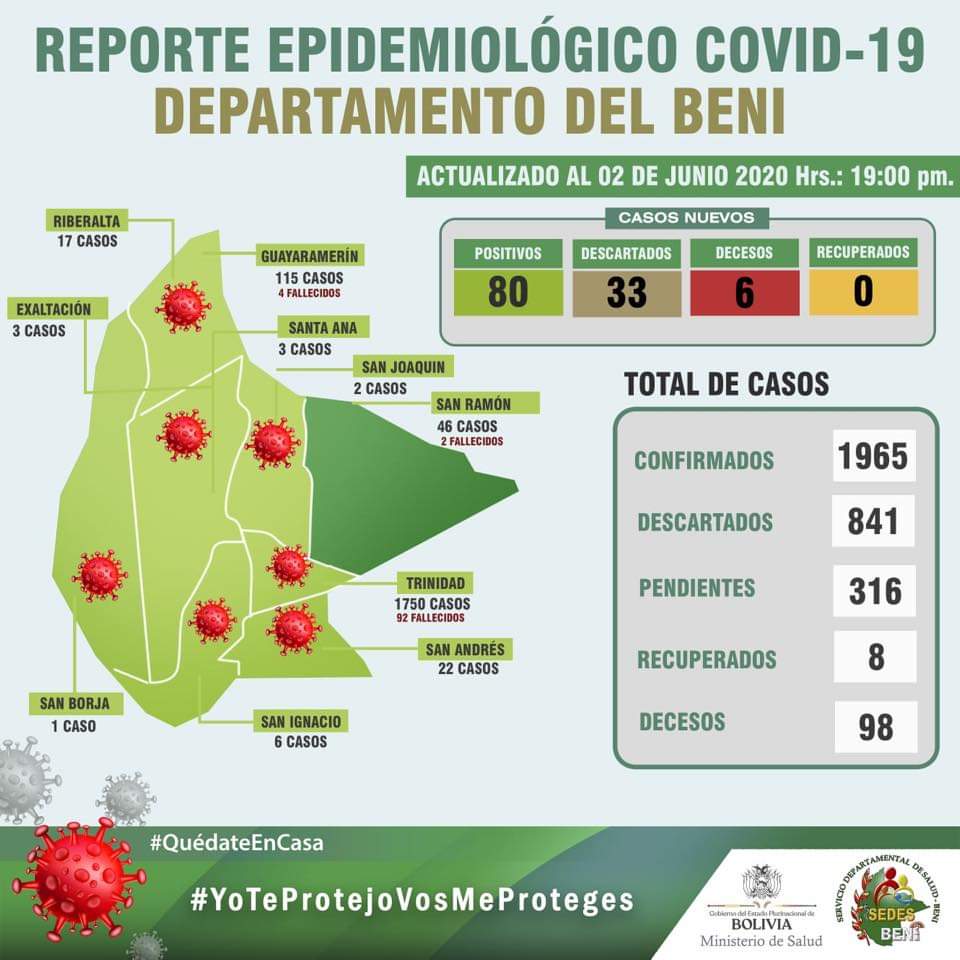 REPORTE EPIDEMIOLÓGICO COVID-19
DEPARTAMENTO DEL BENI
ACTUALIZADO AL 02 DE JUNIO 2020 Hrs.: 19:00 pm.
CASOS NUEVOS
POSITIVOS
80
DESCARTADOS
33
DECESOS
6
RECUPERADOS
0
RIBERALTA
17 CASOS
GUAYARAMERÍN
115 CASOS
4 FALLECIDOS
EXALTACIÓN
3 CASOS
SANTA ANA
3 CASOS
SAN JOAQUIN
2 CASOS
SAN RAMÓN
46 CASOS
2 FALLECIDOS
TRINIDAD
1750 CASOS
92 FALLECIDOS
SAN ANDRÉS
22 CASOS
SAN BORJA
1 CASO
SAN IGNACIO
6 CASOS
TOTAL DE CASOS
CONFIRMADOS 1965
DESCARTADOS 841
PENDIENTES 316
RECUPERADOS 8
DECESOS 98
#QuédateEnCasa
#YoTeProtejoVosMeProteges
Gobierno del Estado Plurinacional de
BOLIVIA
Ministerio de Salud
SERVICIO DEPARTAMENTAL DE SALUD - BENI
SEDES
BENI